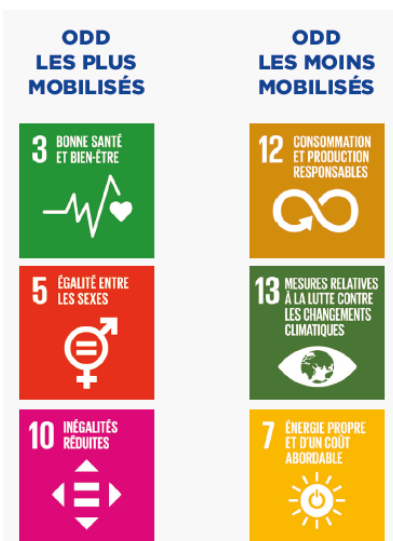 ODD
LES PLUS
MOBILISÉS
3 BONNE SANTÉ
ET BIEN-ÊTRE
5 ÉGALITÉ ENTRE
LES SEXES
10 INÉGALITÉS
RÉDUITES
ODD
LES MOINS
MOBILISÉS
12 CONSOMMATION
ET PRODUCTION
RESPONSABLES
13 MESURES RELATIVES
À LA LUTTE CONTRE
LES CHANGEMENTS
CLIMATIQUES
7 ÉNERGIE PROPRE
ET D'UN COÛT
ABORDABLE